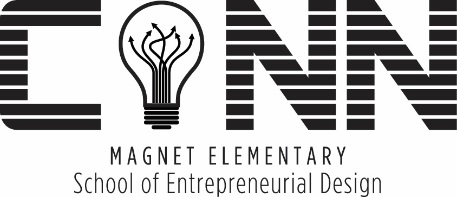 CONN
MAGNET ELEMENTARY
School of Entrepreneurial Design